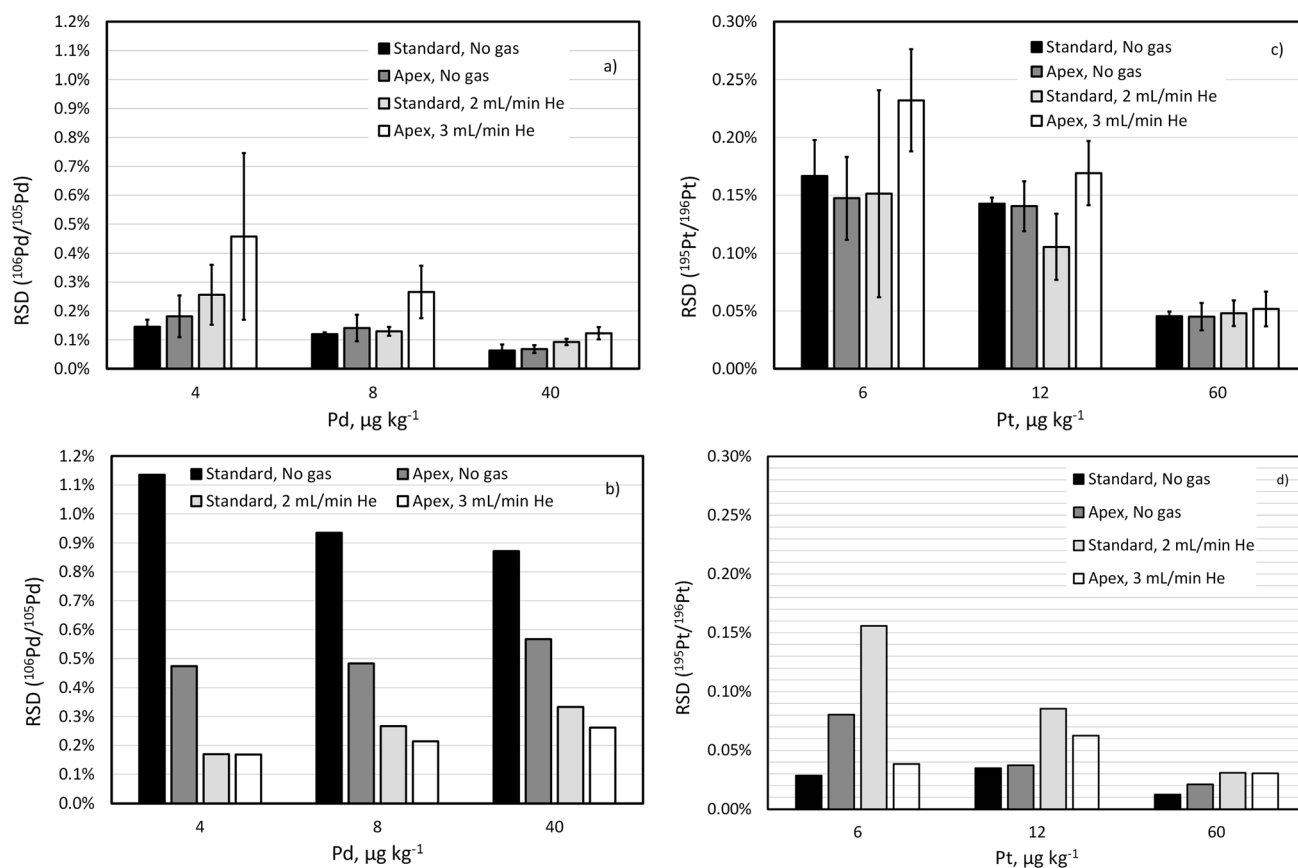 1.2%
1.1%
1.0%
0.9%
0.8%
0.7%
0.6%
0.5%
0.4%
0.3%
0.2%
0.1%
0.0%
RSD (¹⁰⁶Pd/¹⁰⁵Pd)
Standard, No gas
Apex, No gas
Standard, 2 mL/min He
Apex, 3 mL/min He
a)
4 8 40
Pd, µg kg⁻¹
0.30%
0.25%
0.20%
0.15%
0.10%
0.05%
0.00%
RSD (¹⁹⁵Pt/¹⁹⁶Pt)
Standard, No gas
Apex, No gas
Standard, 2 mL/min He
Apex, 3 mL/min He
c)
6 12 60
Pt, µg kg⁻¹
1.2%
1.1%
1.0%
0.9%
0.8%
0.7%
0.6%
0.5%
0.4%
0.3%
0.2%
0.1%
0.0%
RSD (¹⁰⁶Pd/¹⁰⁵Pd)
Standard, No gas Apex, No gas
Standard, 2 mL/min He Apex, 3 mL/min He
b)
4 8 40
Pd, µg kg⁻¹
0.30%
0.25%
0.20%
0.15%
0.10%
0.05%
0.00%
RSD (¹⁹⁵Pt/¹⁹⁶Pt)
Standard, No gas
Apex, No gas
Standard, 2 mL/min He
Apex, 3 mL/min He
d)
6 12 60
Pt, µg kg⁻¹